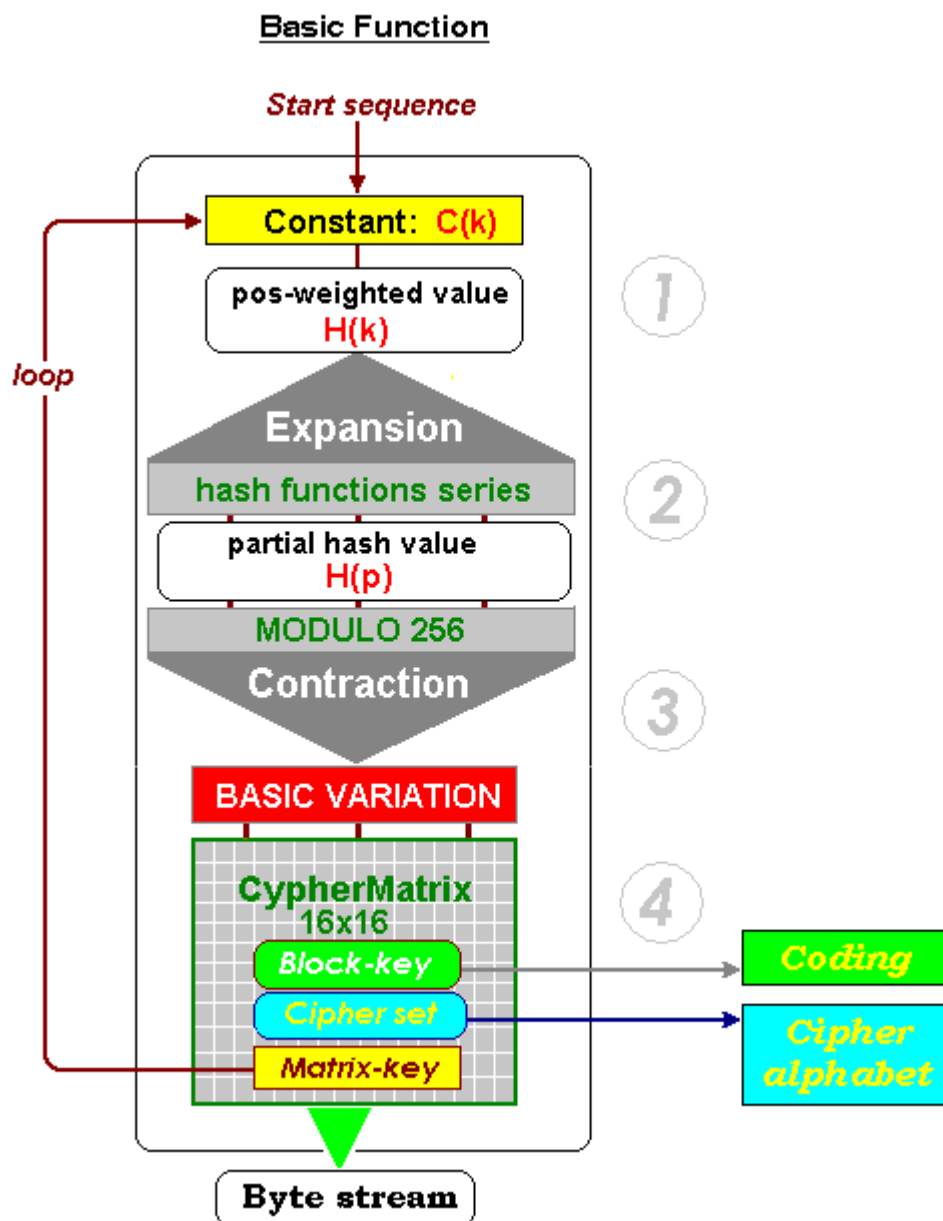 Basic Function
Start sequence
Constant: C(k)
pos-weighted value
H(k)
1
loop
Expansion
hash functions series
2
partial hash value
H(p)
MODULO 256
Contraction
3
BASIC VARIATION
CypherMatrix
16x16
4
Block-key
Coding
Cipher set
Cipher
alphabet
Matrix-key
Byte stream